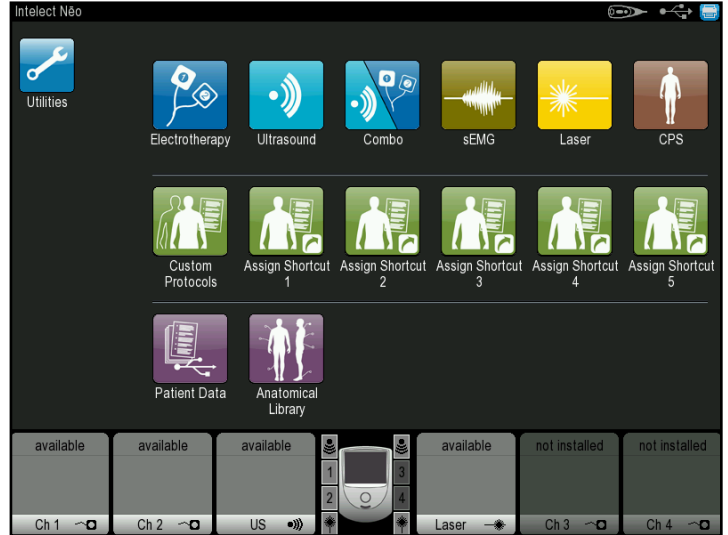 Intelect Nēo
Utilities
Electrotherapy Ultrasound Combo sEMG Laser CPS
Custom Assign Shortcut Assign Shortcut Assign Shortcut Assign Shortcut Assign Shortcut
Protocols 1 2 3 4 5
Patient Data Anatomical
Library
available available available available not installed not installed
1 3
2 4
Ch 1 Ch 2 US Laser Ch 3 Ch 4